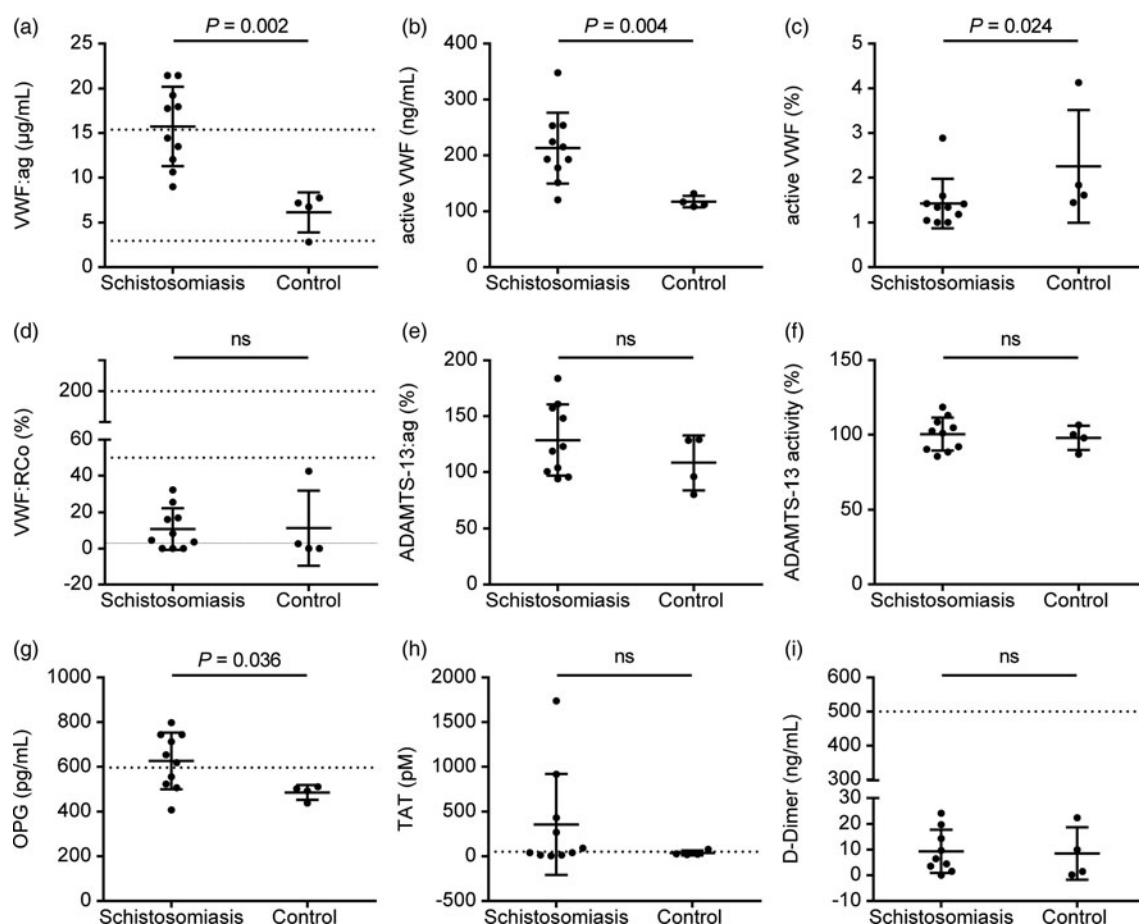 (a)
P = 0.002
VWF:ag (µg/mL)
25
20
15
10
5
0
Schistosomiasis
Control
(b)
P = 0.004
active VWF (ng/mL)
400
300
200
100
0
Schistosomiasis
Control
(c)
P = 0.024
active VWF (%)
5
4
3
2
1
0
Schistosomiasis
Control
(d)
ns
VWF:RCo (%)
200
60
40
20
0
-20
Schistosomiasis
Control
(e)
ns
ADAMTS-13:ag (%)
200
150
100
50
0
Schistosomiasis
Control
(f)
ns
ADAMTS-13 activity (%)
150
100
50
0
Schistosomiasis
Control
(g)
P = 0.036
OPG (pg/mL)
1000
800
600
400
200
0
Schistosomiasis
Control
(h)
ns
TAT (pM)
2000
1500
1000
500
0
-500
Schistosomiasis
Control
(i)
ns
D-Dimer (ng/mL)
600
500
400
300
30
20
10
0
-10
Schistosomiasis
Control